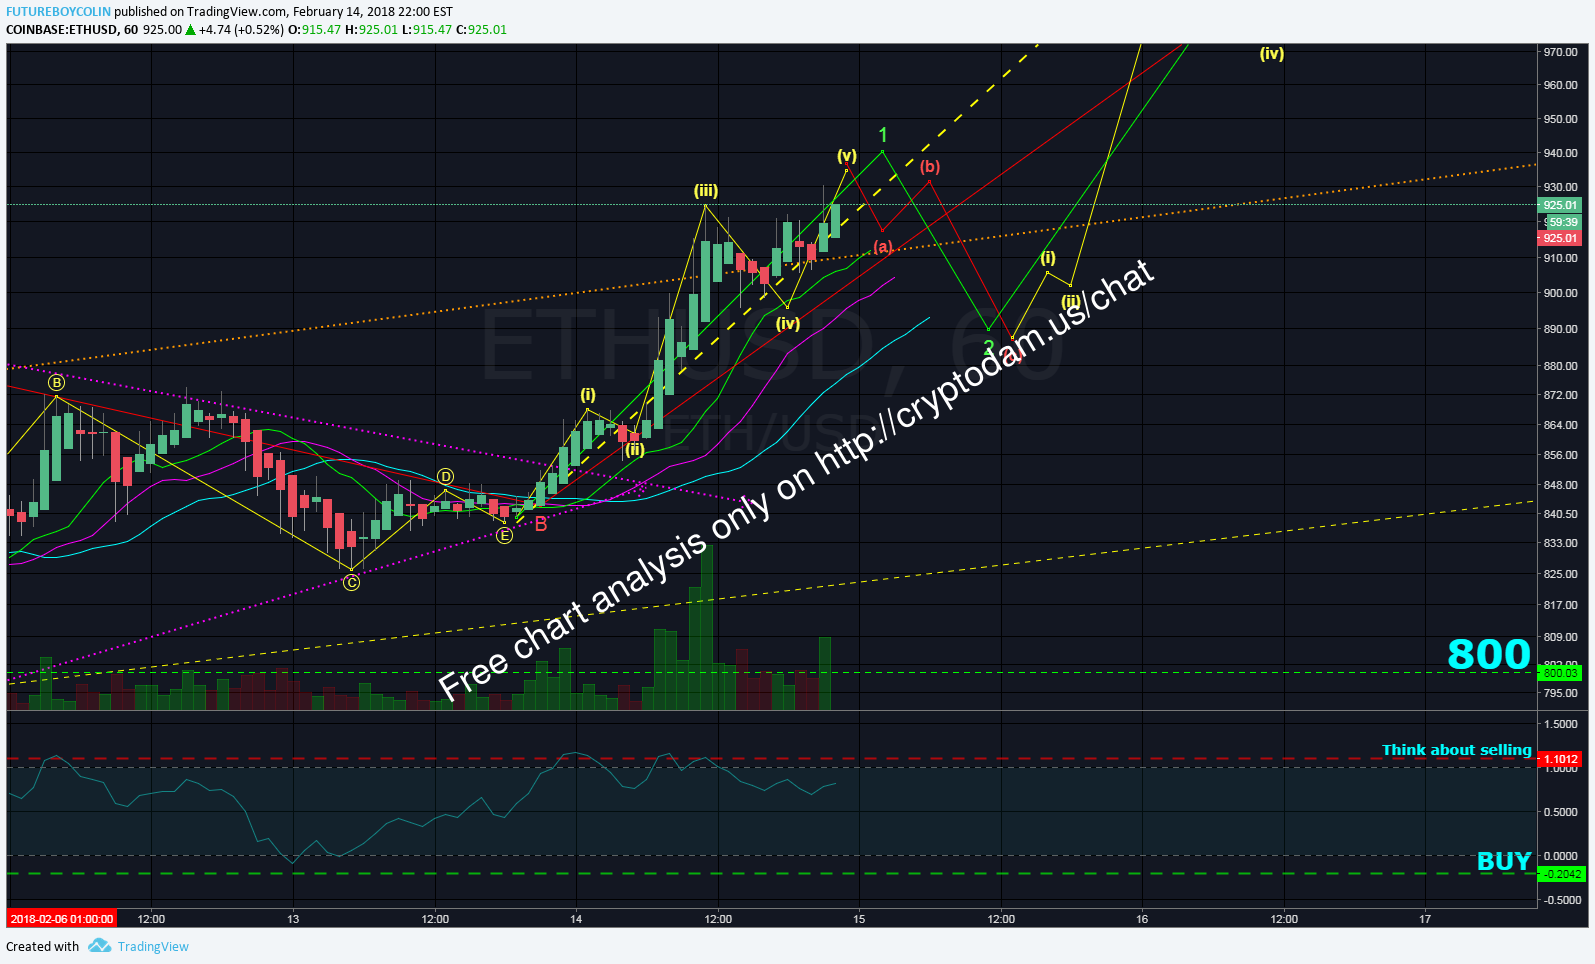 FUTUREBOYCOLIN published on TradingView.com, February 14, 2018 22:00 EST
COINBASE:ETHUSD, 60 925.00 ▲ +4.74 (+0.52%) O:915.47 H:925.01 L:915.47 C:925.01
970.00
(iv)
960.00
950.00
1
940.00
(v)
(b)
(iii)
930.00
925.01
59:39
925.01
(a)
910.00
(i)
900.00
(ii)
(iv)
890.00
ETHUSD, 60
2
880.00
B
872.00
(i)
864.00
ETH/USD
(ii)
856.00
D
848.00
840.50
B
E
833.00
825.00
C
817.00
809.00
800
802.00
800.03
795.00
Free chart analysis only on http://cryptodam.us/chat
1.5000
Think about selling
1.1012
1.0000
0.5000
0.0000
BUY
-0.2042
-0.5000
2018-02-06 01:00:00 12:00 13 12:00 14 12:00 15 12:00 16 12:00 17
Created with TradingView